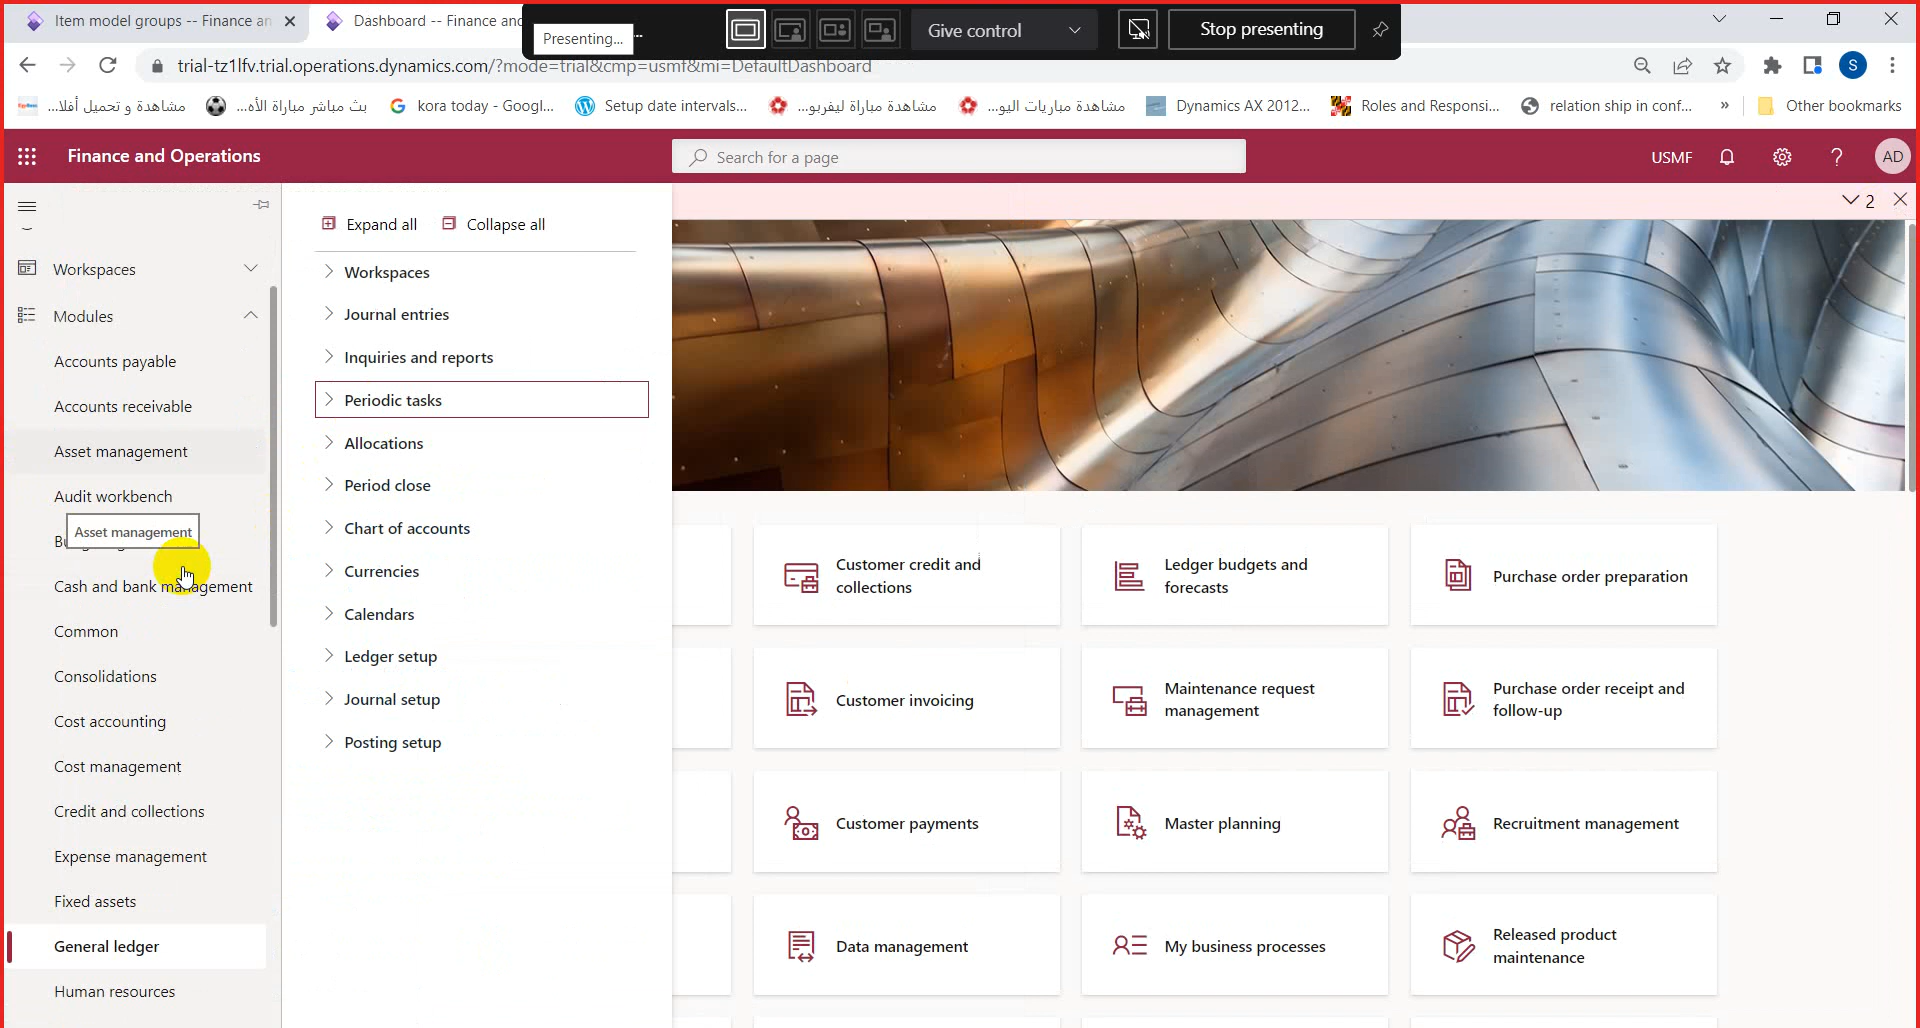 Item model groups -- Finance an
Dashboard -- Finance and
Presenting...
...
Give control
Stop presenting
trial-tz1lfv.trial.operations.dynamics.com/?mode=trial&cmp=usmf&mi=DefaultDashboard
S
مشاهدة و تحميل أفلا...
بث مباشر مباراة الأه...
kora today - Googl...
Setup date intervals...
مشاهدة مباراة ليفربو...
مشاهدة مباريات اليو...
Dynamics AX 2012...
Roles and Responsi...
relation ship in conf...
»
Other bookmarks
Finance and Operations
Search for a page
USMF
?
AD
2
Workspaces
Modules
Accounts payable
Accounts receivable
Asset management
Audit workbench
Asset management
Cash and bank management
Common
Consolidations
Cost accounting
Cost management
Credit and collections
Expense management
Fixed assets
General ledger
Human resources
Expand all
Collapse all
Workspaces
Journal entries
Inquiries and reports
Periodic tasks
Allocations
Period close
Chart of accounts
Currencies
Calendars
Ledger setup
Journal setup
Posting setup
Customer credit and
collections
Ledger budgets and
forecasts
Purchase order preparation
Customer invoicing
Maintenance request
management
Purchase order receipt and
follow-up
Customer payments
Master planning
Recruitment management
Data management
My business processes
Released product
maintenance